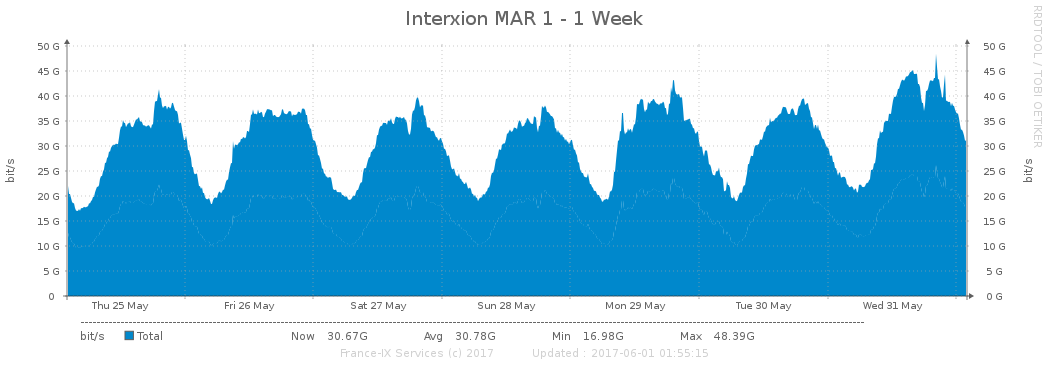 Interxion MAR 1 - 1 Week
RRDTOOL / TOBI OETIKER
bit/s
50 G
45 G
40 G
35 G
30 G
25 G
20 G
15 G
10 G
5 G
0
50 G
45 G
40 G
35 G
30 G
25 G
20 G
15 G
10 G
5 G
0 G
bit/s
Thu 25 May Fri 26 May Sat 27 May Sun 28 May Mon 29 May Tue 30 May Wed 31 May
bit/s Total Now 30.67G Avg 30.78G Min 16.98G Max 48.39G
France-IX Services (c) 2017 Updated : 2017-06-01 01:55:15